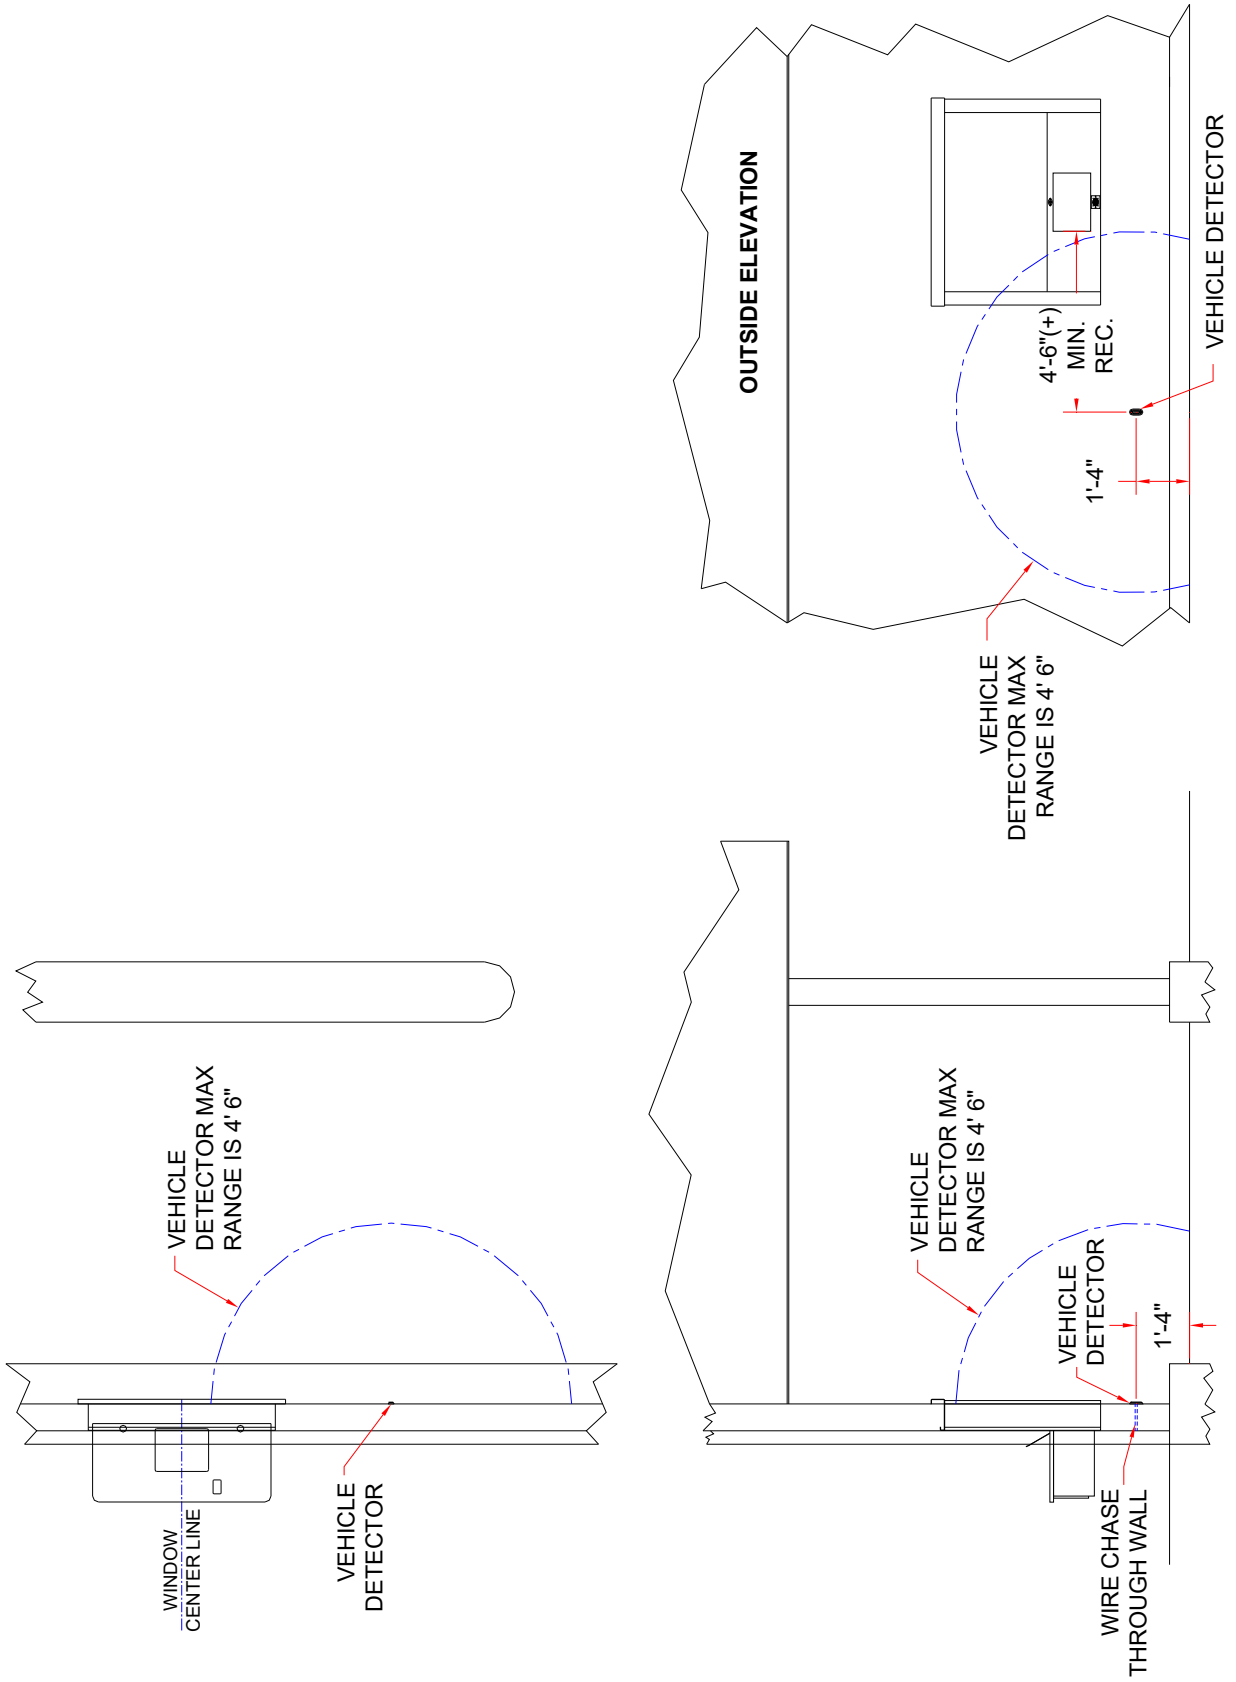 VEHICLE
DETECTOR MAX
RANGE IS 4' 6"
WINDOW
CENTER LINE
VEHICLE
DETECTOR
OUTSIDE ELEVATION
4'-6"(+)
MIN.
REC.
1'-4"
VEHICLE DETECTOR
VEHICLE
DETECTOR MAX
RANGE IS 4' 6"
VEHICLE
DETECTOR MAX
RANGE IS 4' 6"
VEHICLE
DETECTOR
1'-4"
WIRE CHASE
THROUGH WALL